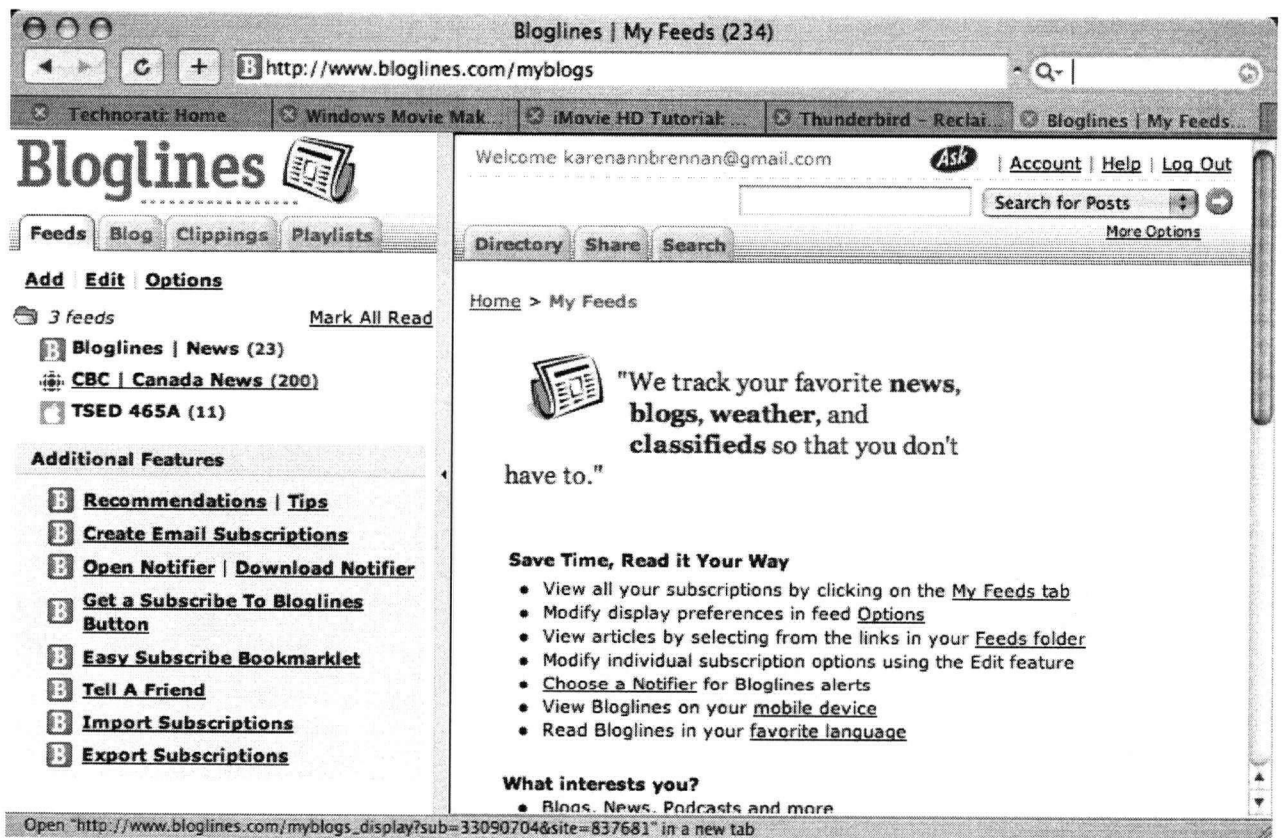 Bloglines | My Feeds (234)
http://www.bloglines.com/myblogs
Technorati: Home
Windows Movie Mak...
iMovie HD Tutorial: ...
Thunderbird – Reclai...
Bloglines | My Feeds...
Bloglines
Feeds Blog Clippings Playlists
Add Edit Options
3 feeds Mark All Read
Bloglines | News (23)
CBC | Canada News (200)
TSED 465A (11)
Additional Features
Recommendations | Tips
Create Email Subscriptions
Open Notifier | Download Notifier
Get a Subscribe To Bloglines
Button
Easy Subscribe Bookmarklet
Tell A Friend
Import Subscriptions
Export Subscriptions
Welcome karenannbrennan@gmail.com Ask | Account | Help | Log Out
Search for Posts
More Options
Directory Share Search
Home > My Feeds
"We track your favorite news,
blogs, weather, and
classifieds so that you don't
have to."
Save Time, Read it Your Way
• View all your subscriptions by clicking on the My Feeds tab
• Modify display preferences in feed Options
• View articles by selecting from the links in your Feeds folder
• Modify individual subscription options using the Edit feature
• Choose a Notifier for Bloglines alerts
• View Bloglines on your mobile device
• Read Bloglines in your favorite language
What interests you?
• Blogs, News, Podcasts and more
Open "http://www.bloglines.com/myblogs_display?sub=33090704&site=837681" in a new tab